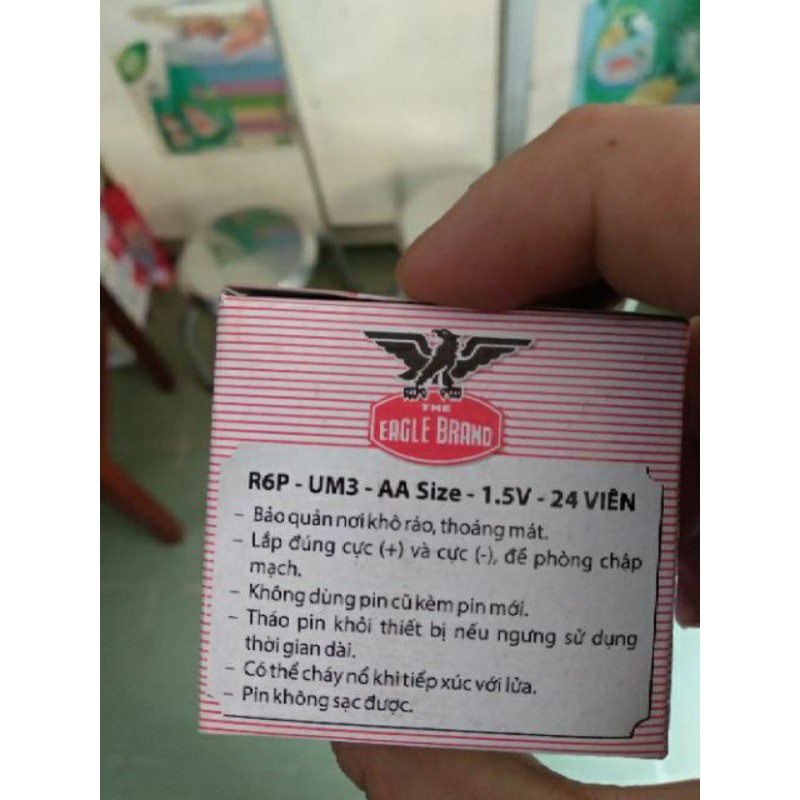 THE
EAGLE BRAND
R6P - UM3 - AA Size - 1.5V - 24 VIÊN
- Bảo quản nơi khô ráo, thoáng mát.
- Lắp đúng cực (+) và cực (-), để phòng chập
mạch.
- Không dùng pin cũ kèm pin mới.
- Tháo pin khỏi thiết bị nếu ngưng sử dụng
thời gian dài.
- Có thể cháy nổ khi tiếp xúc với lửa.
- Pin không sạc được.